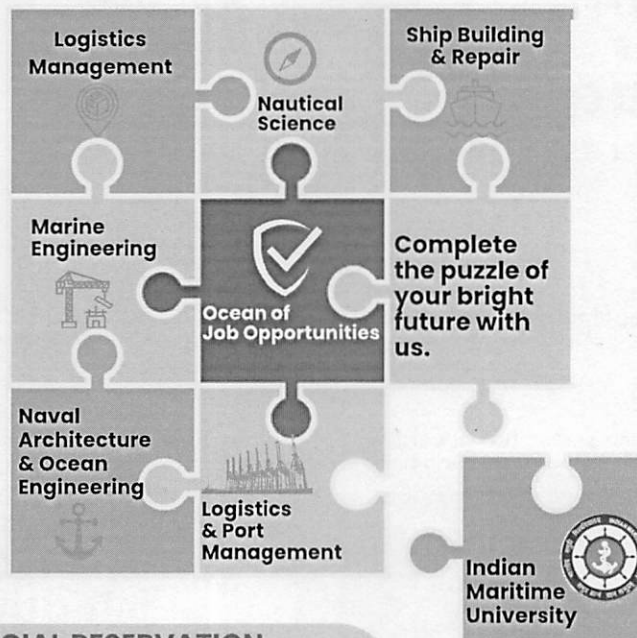 Logistics
Management
Nautical
Science
Ship Building
& Repair
Marine
Engineering
Ocean of
Job Opportunities
Complete
the puzzle of
your bright
future with
us.
Naval
Architecture
& Ocean
Engineering
Logistics
& Port
Management
Indian
Maritime
University
RESERVATION